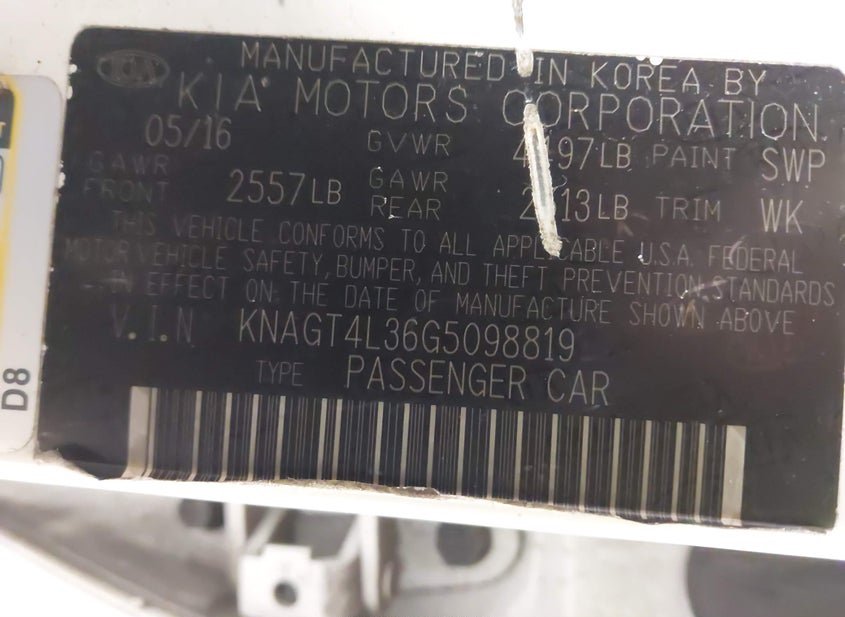 KIA
MANUFACTURED IN KOREA BY
KIA MOTORS CORPORATION
05/16 GVWR LB PAINT SWP
GAWR FRONT 2557LB GAWR REAR LB TRIM WK
THIS VEHICLE CONFORMS TO ALL APPLICABLE U.S.A. FEDERAL
MOTOR VEHICLE SAFETY, BUMPER, AND THEFT PREVENTION STANDARDS
IN EFFECT ON THE DATE OF MANUFACTURE SHOWN ABOVE
V.I.N KNAGT4L36G5098819
TYPE PASSENGER CAR
D8